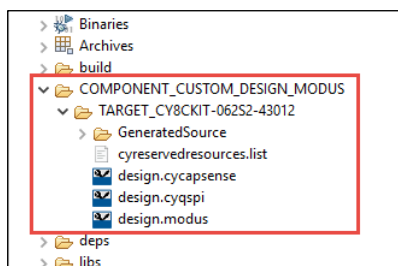 Binaries
Archives
build
COMPONENT_CUSTOM_DESIGN_MODUS
TARGET_CY8CKIT-062S2-43012
GeneratedSource
cyreservedresources.list
design.cycapsense
design.cyqspi
design.modus
deps
libs